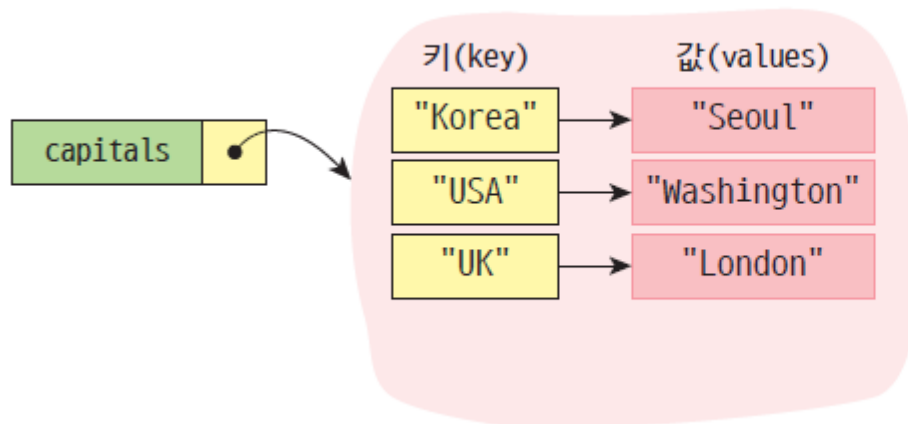 키(key) 값(values)
capitals
"Korea" "Seoul"
"USA" "Washington"
"UK" "London"